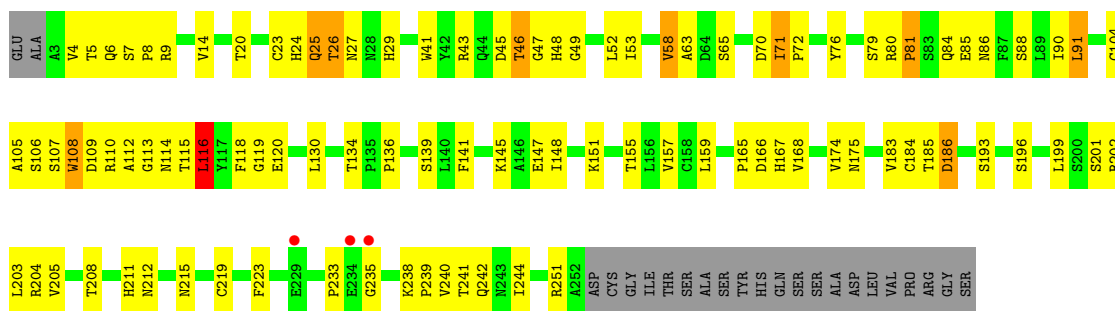 GLU ALA A3 V4 T5 Q6 S7 P8 R9 V14 T20 C23 H24 Q25 T26 N27 N28 H29 W41 Y42 R43 Q44 D45 T46 G47 H48 G49 L52 I53 V58 A63 D64 S65 D70 I71 P72 Y76 S79 R80 P81 S83 Q84 E85 N86 F87 S88 L89 I90 L91
A105 S106 S107 W108 D109 R110 A112 G113 N114 T115 L116 Y117 F118 G119 E120 L130 T134 P135 P136 S139 L140 F141 K145 A146 E147 I148 K151 T155 L156 V157 C158 L159 P165 D166 H167 V168 V174 N175 V183 C184 T185 D186 S193 S196 L199 S200 S201
L203 R204 V205 T208 H211 N212 N215 C219 F223 E229 P233 E234 G235 K238 P239 V240 T241 Q242 N243 I244 R251 A252 ASP CYS GLY ILE THR SER ALA SER TYR HIS GLN SER SER ALA ASP LEU VAL PRO ARG GLY SER